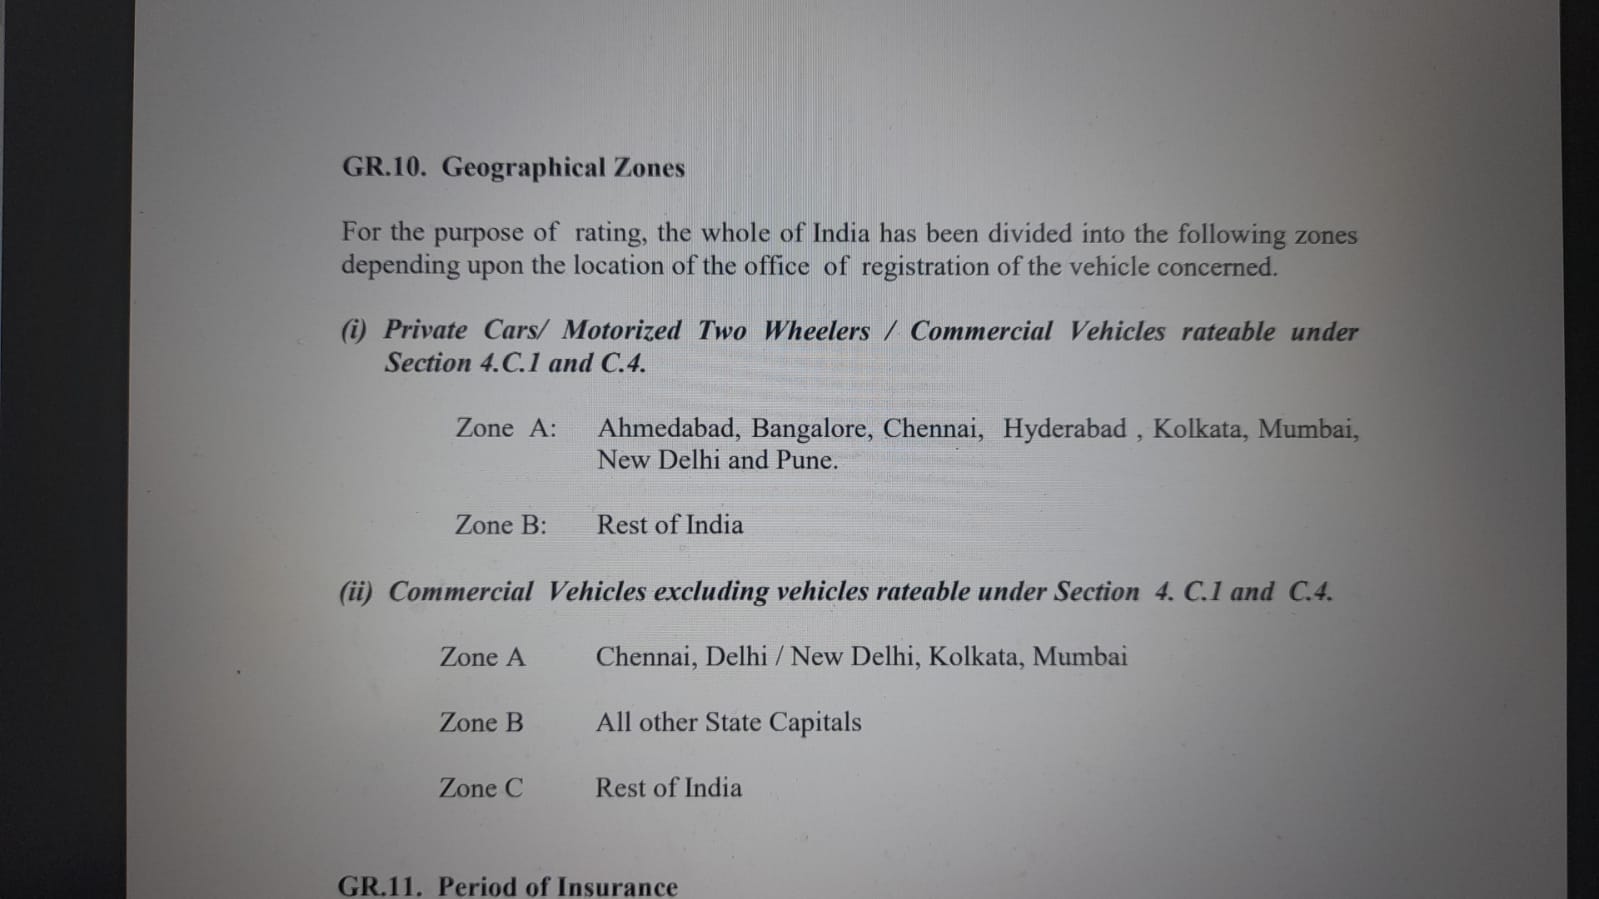 GR.10. Geographical Zones
For the purpose of rating, the whole of India has been divided into the following zones
depending upon the location of the office of registration of the vehicle concerned.
(i) Private Cars/ Motorized Two Wheelers / Commercial Vehicles rateable under
Section 4.C.1 and C.4.
Zone A: Ahmedabad, Bangalore, Chennai, Hyderabad , Kolkata, Mumbai,
New Delhi and Pune.
Zone B: Rest of India
(ii) Commercial Vehicles excluding vehicles rateable under Section 4. C.1 and C.4.
Zone A Chennai, Delhi / New Delhi, Kolkata, Mumbai
Zone B All other State Capitals
Zone C Rest of India
GR.11. Period of Insurance